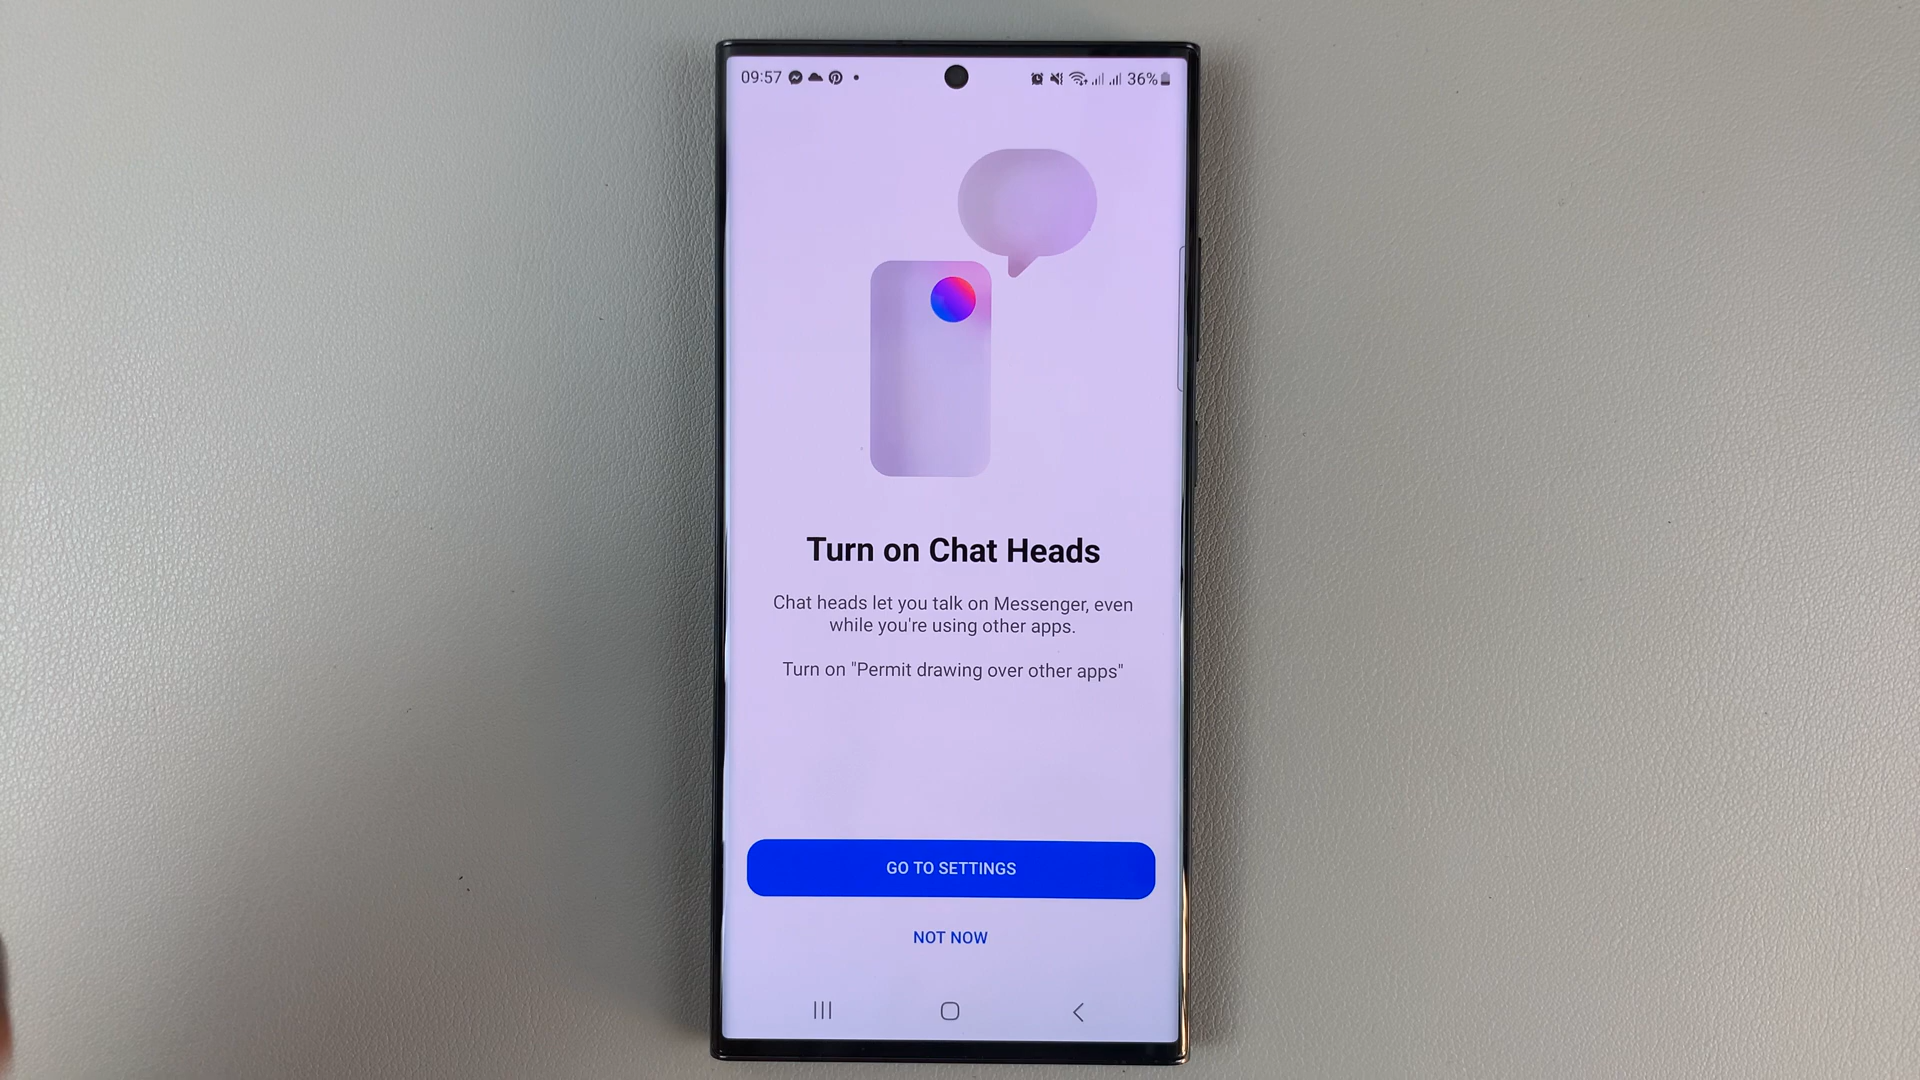 09:57 36%
Turn on Chat Heads
Chat heads let you talk on Messenger, even
while you're using other apps.
Turn on "Permit drawing over other apps"
GO TO SETTINGS
NOT NOW